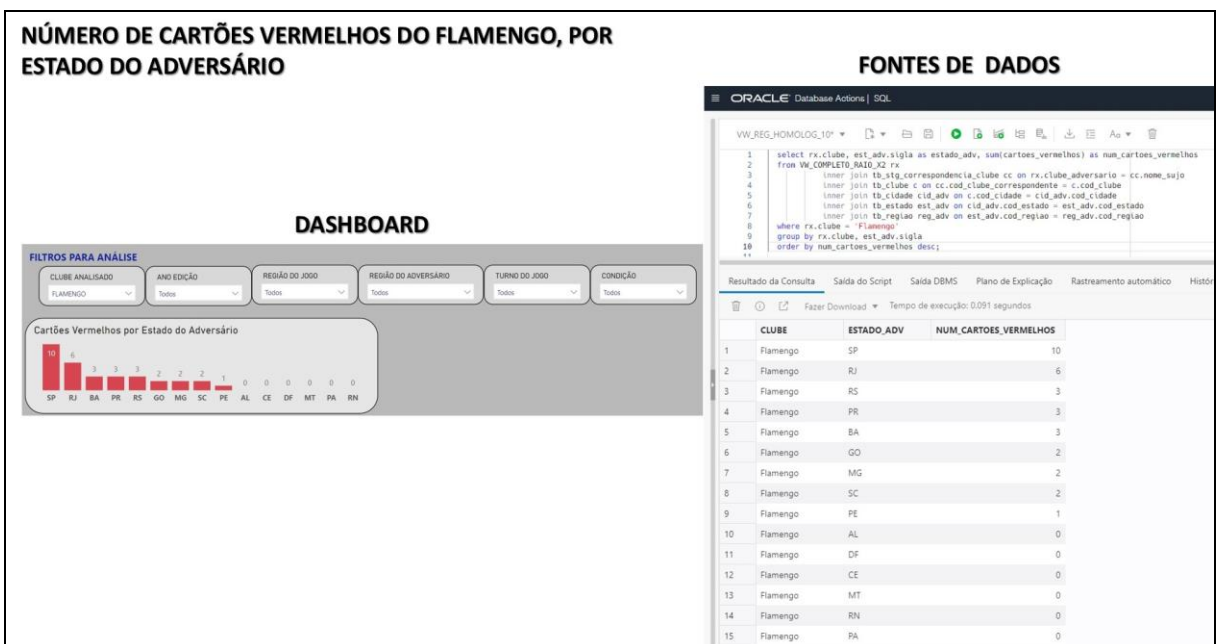 NÚMERO DE CARTÕES VERMELHOS DO FLAMENGO, POR
ESTADO DO ADVERSÁRIO
DASHBOARD
FILTROS PARA ANÁLISE
CLUBE ANALISADO ANO EDIÇÃO REGIÃO DO JOGO REGIÃO DO ADVERSÁRIO TURNO DO JOGO CONDIÇÃO
FLAMENGO Todos Todos Todos Todos Todos
Cartões Vermelhos por Estado do Adversário
10 6 3 3 3 2 2 2 1 0 0 0 0 0 0
SP RJ BA PR RS GO MG SC PE AL CE DF MT PA RN
FONTES DE DADOS
ORACLE Database Actions | SQL
VW_REG_HOMOLOG_10* Aa
1 select rx.clube, est_adv.sigla as estado_adv, sum(cartoes_vermelhos) as num_cartoes_vermelhos
2 from VW_COMPLETO_RAIO_X2 rx
3 inner join tb_stg_correspondencia_clube cc on rx.clube_adversario = cc.nome_sujo
4 inner join tb_clube c on cc.cod_clube_correspondente = c.cod_clube
5 inner join tb_cidade cid_adv on c.cod_cidade = cid_adv.cod_cidade
6 inner join tb_estado est_adv on cid_adv.cod_estado = est_adv.cod_estado
7 inner join tb_regiao reg_adv on est_adv.cod_regiao = reg_adv.cod_regiao
8 where rx.clube = 'Flamengo'
9 group by rx.clube, est_adv.sigla
10 order by num_cartoes_vermelhos desc;
11
Resultado da Consulta Saída do Script Saída DBMS Plano de Explicação Rastreamento automático Histór
Fazer Download Tempo de execução: 0.091 segundos
CLUBE ESTADO_ADV NUM_CARTOES_VERMELHOS
1 Flamengo SP 10
2 Flamengo RJ 6
3 Flamengo RS 3
4 Flamengo PR 3
5 Flamengo BA 3
6 Flamengo GO 2
7 Flamengo MG 2
8 Flamengo SC 2
9 Flamengo PE 1
10 Flamengo AL 0
11 Flamengo DF 0
12 Flamengo CE 0
13 Flamengo MT 0
14 Flamengo RN 0
15 Flamengo PA 0